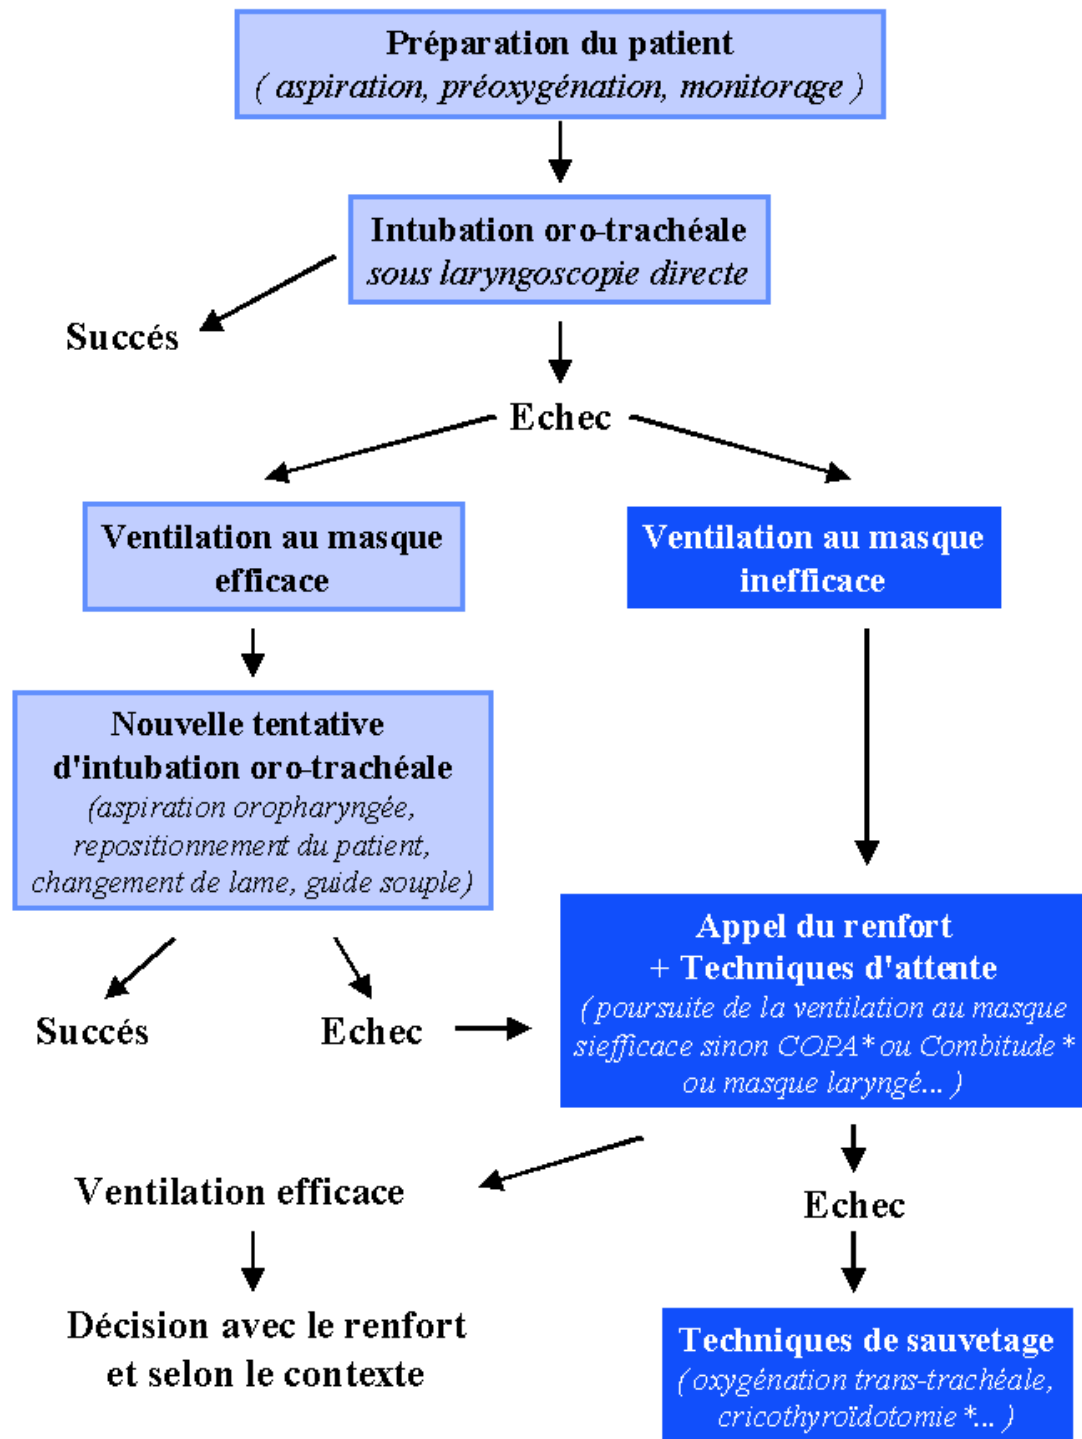 Préparation du patient
( aspiration, préoxygénation, monitorage )
Intubation oro-trachéale
sous laryngoscopie directe
Succés
Echec
Ventilation au masque
efficace
Ventilation au masque
inefficace
Nouvelle tentative
d'intubation oro-trachéale
(aspiration oropharyngée,
repositionnement du patient,
changement de lame, guide souple)
Succés
Echec
Appel du renfort
+ Techniques d'attente
( poursuite de la ventilation au masque
siefficace sinon COPA* ou Combitude *
ou masque laryngé... )
Ventilation efficace
Echec
Décision avec le renfort
et selon le contexte
Techniques de sauvetage
( oxygénation trans-trachéale,
cricothyroïdotomie *... )